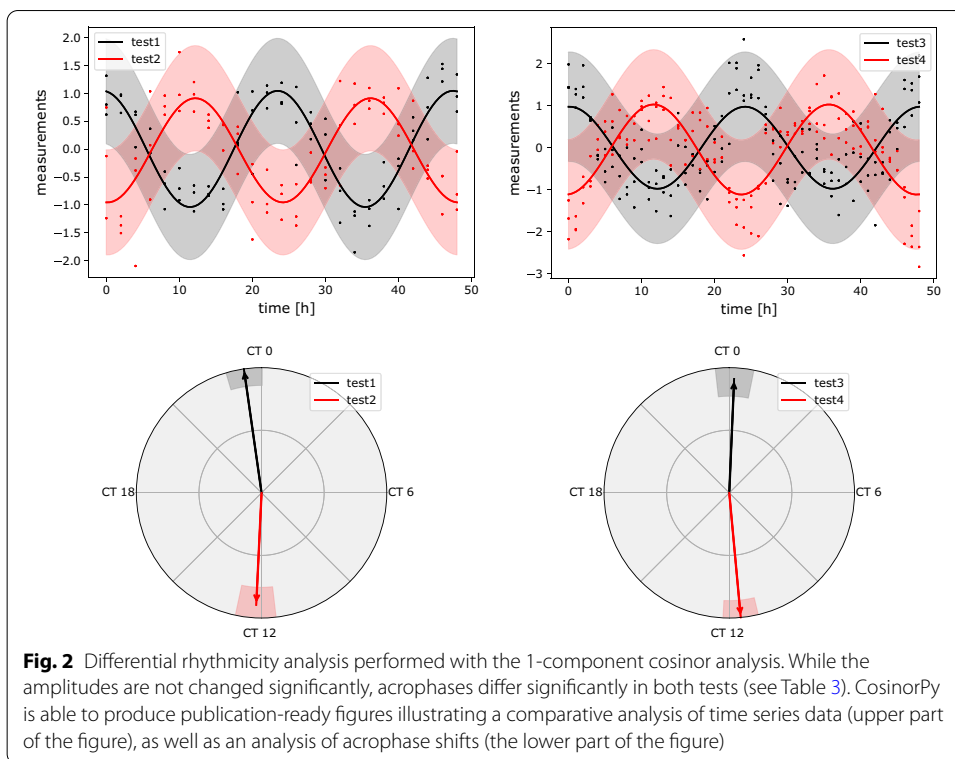 test1
test2
measurements
2.0
1.5
1.0
0.5
0.0
−0.5
−1.0
−1.5
−2.0
0 10 20 30 40 50
time [h]
test3
test4
measurements
2
1
0
−1
−2
−3
0 10 20 30 40 50
time [h]
CT 0
test1
test2
CT 18
CT 6
CT 12
CT 0
test3
test4
CT 18
CT 6
CT 12
Fig. 2 Differential rhythmicity analysis performed with the 1-component cosinor analysis. While the
amplitudes are not changed significantly, acrophases differ significantly in both tests (see Table 3). CosinorPy
is able to produce publication-ready figures illustrating a comparative analysis of time series data (upper part
of the figure), as well as an analysis of acrophase shifts (the lower part of the figure)